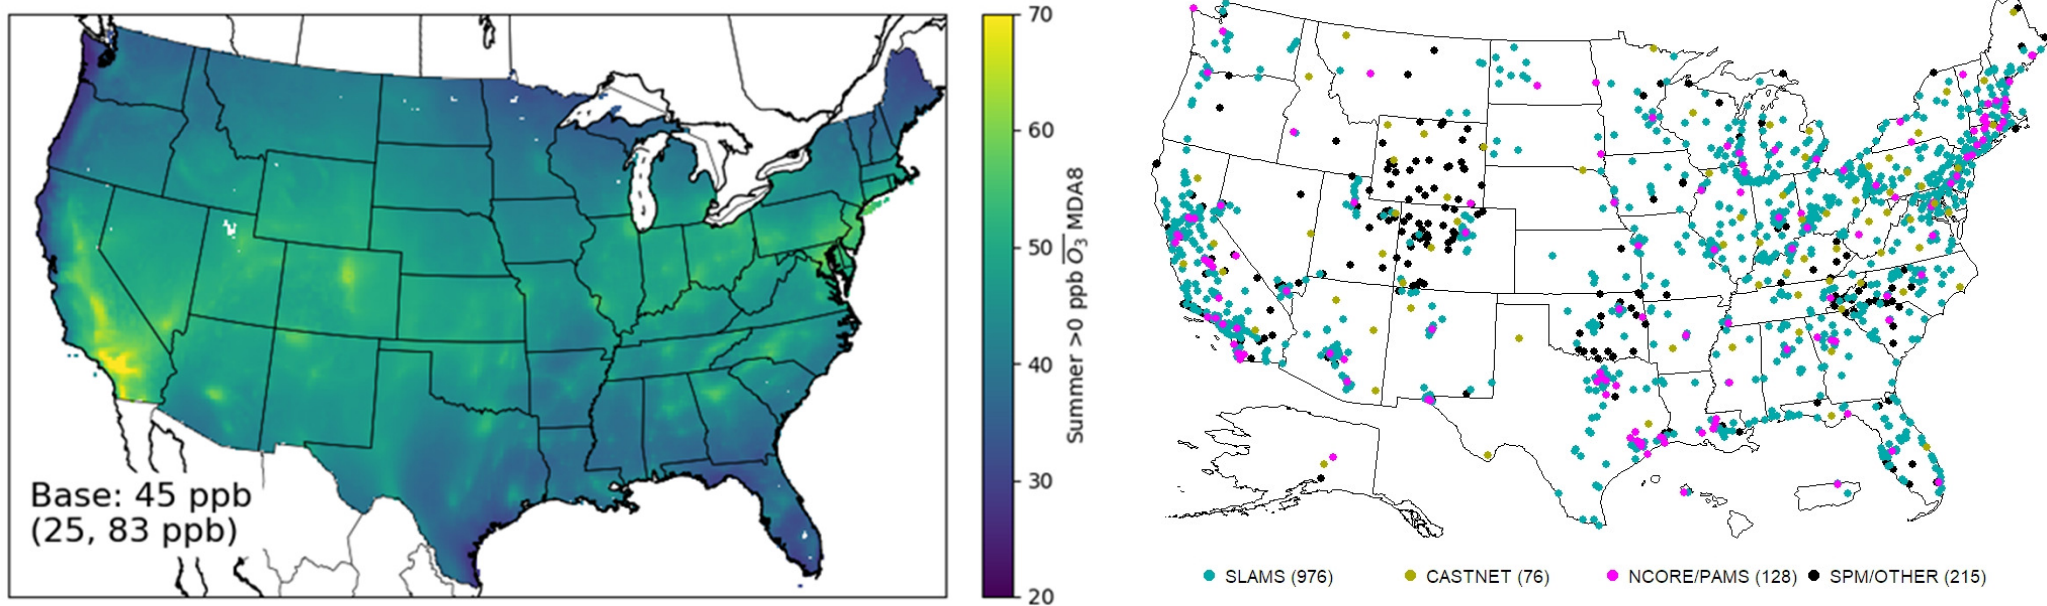 70
60
50
40
30
20
Summer >0 ppb O̅₃ MDA8
Base: 45 ppb
(25, 83 ppb)
SLAMS (976)
CASTNET (76)
NCORE/PAMS (128)
SPM/OTHER (215)